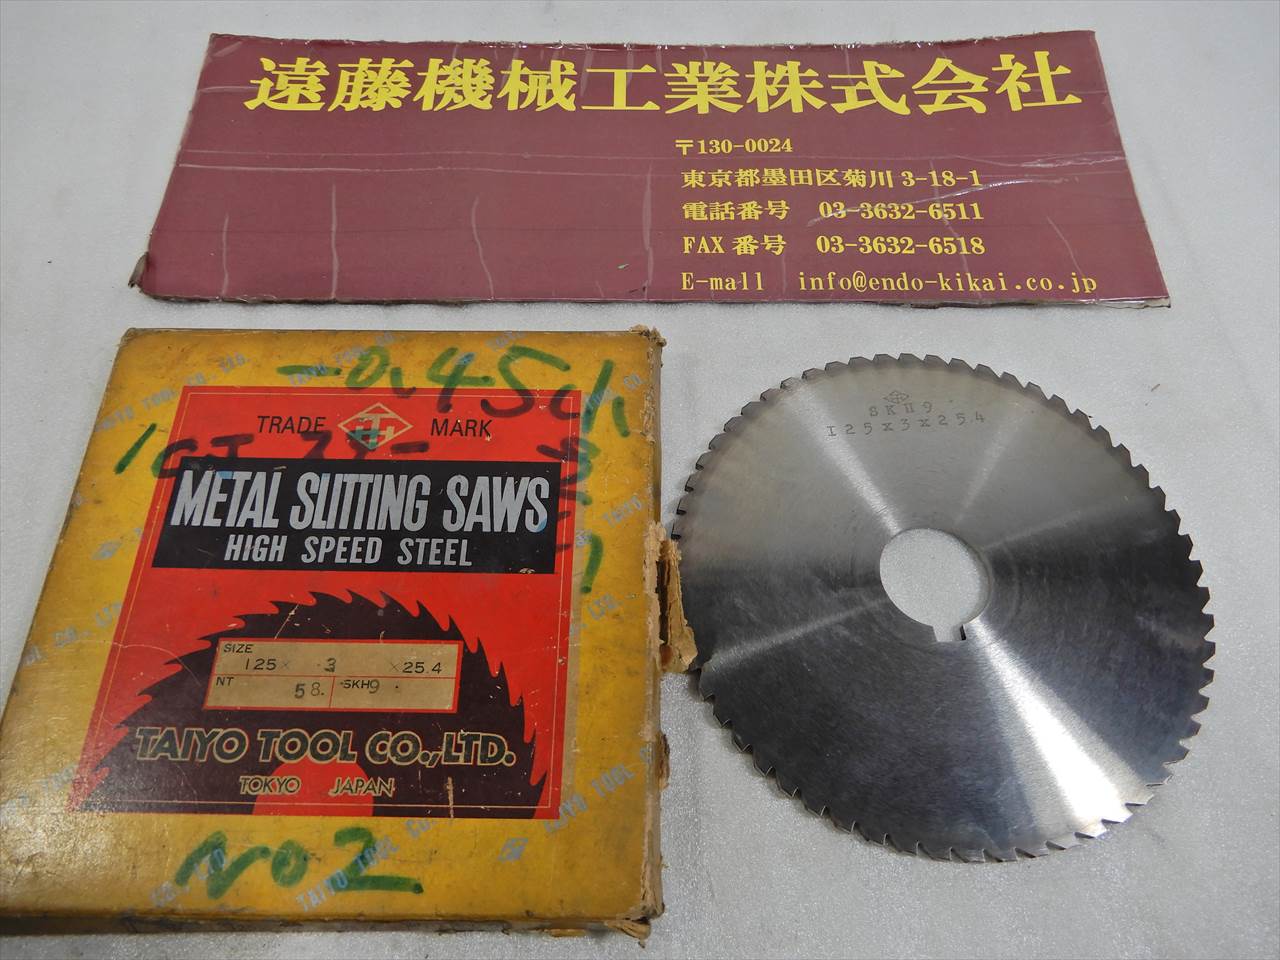 遠藤機械工業株式会社
〒130-0024
東京都墨田区菊川 3-18-1
電話番号 03-3632-6511
FAX 番号 03-3632-6518
E-mall info@endo-kikai.co.jp
TRADE MARK
METAL SLITTING SAWS
HIGH SPEED STEEL
SIZE
125 × 3 × 25.4
NT 58. SKH9
TAIYO TOOL CO.,LTD.
TOKYO JAPAN
NO 2
SKH9
125×3×25.4